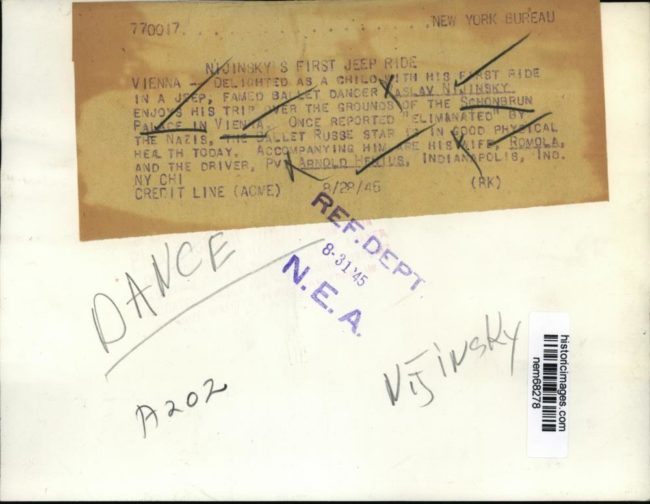 770017. . . . . . . . . . . . . . . . . . .NEW YORK BUREAU
NIJINSKY'S FIRST JEEP RIDE
VIENNA -- DELIGHTED AS A CHILD WITH HIS FIRST RIDE
IN A JEEP, FAMED BALLET DANCER VASLAV NIJINSKY
ENJOYS HIS TRIP OVER THE GROUNDS OF THE SCHONBRUN
PALACE IN VIENNA. ONCE REPORTED "ELIMINATED" BY
THE NAZIS, THE BALLET RUSSE STAR IS IN GOOD PHYSICAL
HEALTH TODAY. ACCOMPANYING HIM ARE HIS WIFE, ROMOLA,
AND THE DRIVER, PVT ARNOLD, INDIANAPOLIS, IND.
NY CHI
CREDIT LINE (ACME) 8/28/45 (RK)
REF. DEPT.
8-31'45
N.E.A.
DANCE
NIJINSKY
A202
historicimages.com
nem68278